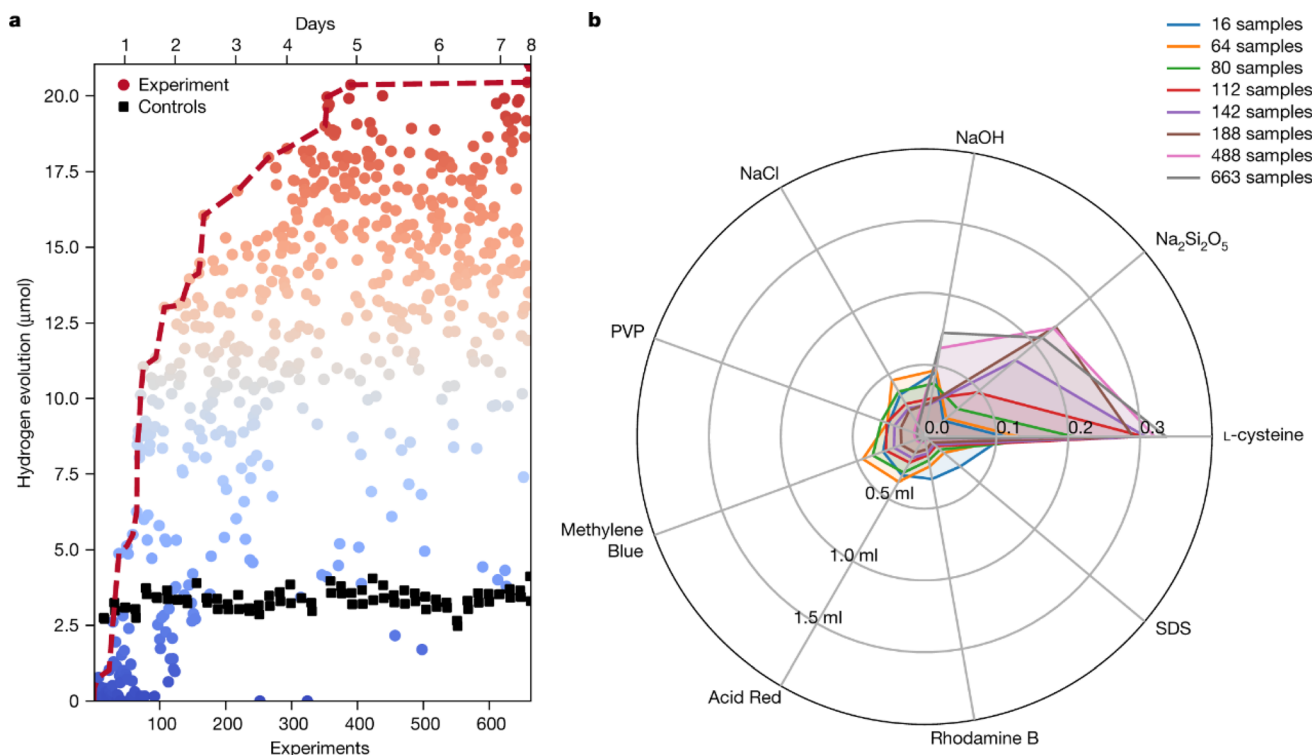 a
Days
1 2 3 4 5 6 7 8
Hydrogen evolution (μmol)
20.0
17.5
15.0
12.5
10.0
7.5
5.0
2.5
0
Experiment
Controls
100 200 300 400 500 600
Experiments
b
16 samples
64 samples
80 samples
112 samples
142 samples
188 samples
488 samples
663 samples
NaOH
NaCl
Na₂Si₂O₅
PVP
0.0 0.1 0.2 0.3
L-cysteine
0.5 ml
Methylene
Blue
1.0 ml
1.5 ml
SDS
Acid Red
Rhodamine B